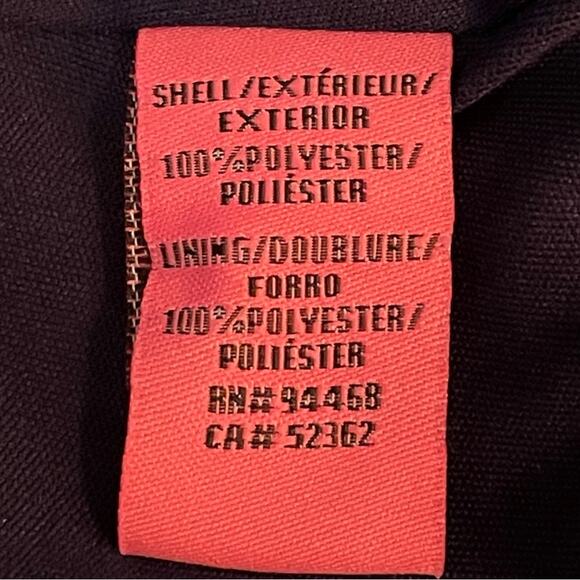 SHELL/EXTÉRIEUR/
EXTERIOR
100%POLYESTER/
POLIÉSTER
LINING/DOUBLURE/
FORRO
100%POLYESTER/
POLIÉSTER
RN# 94468
CA# 52362